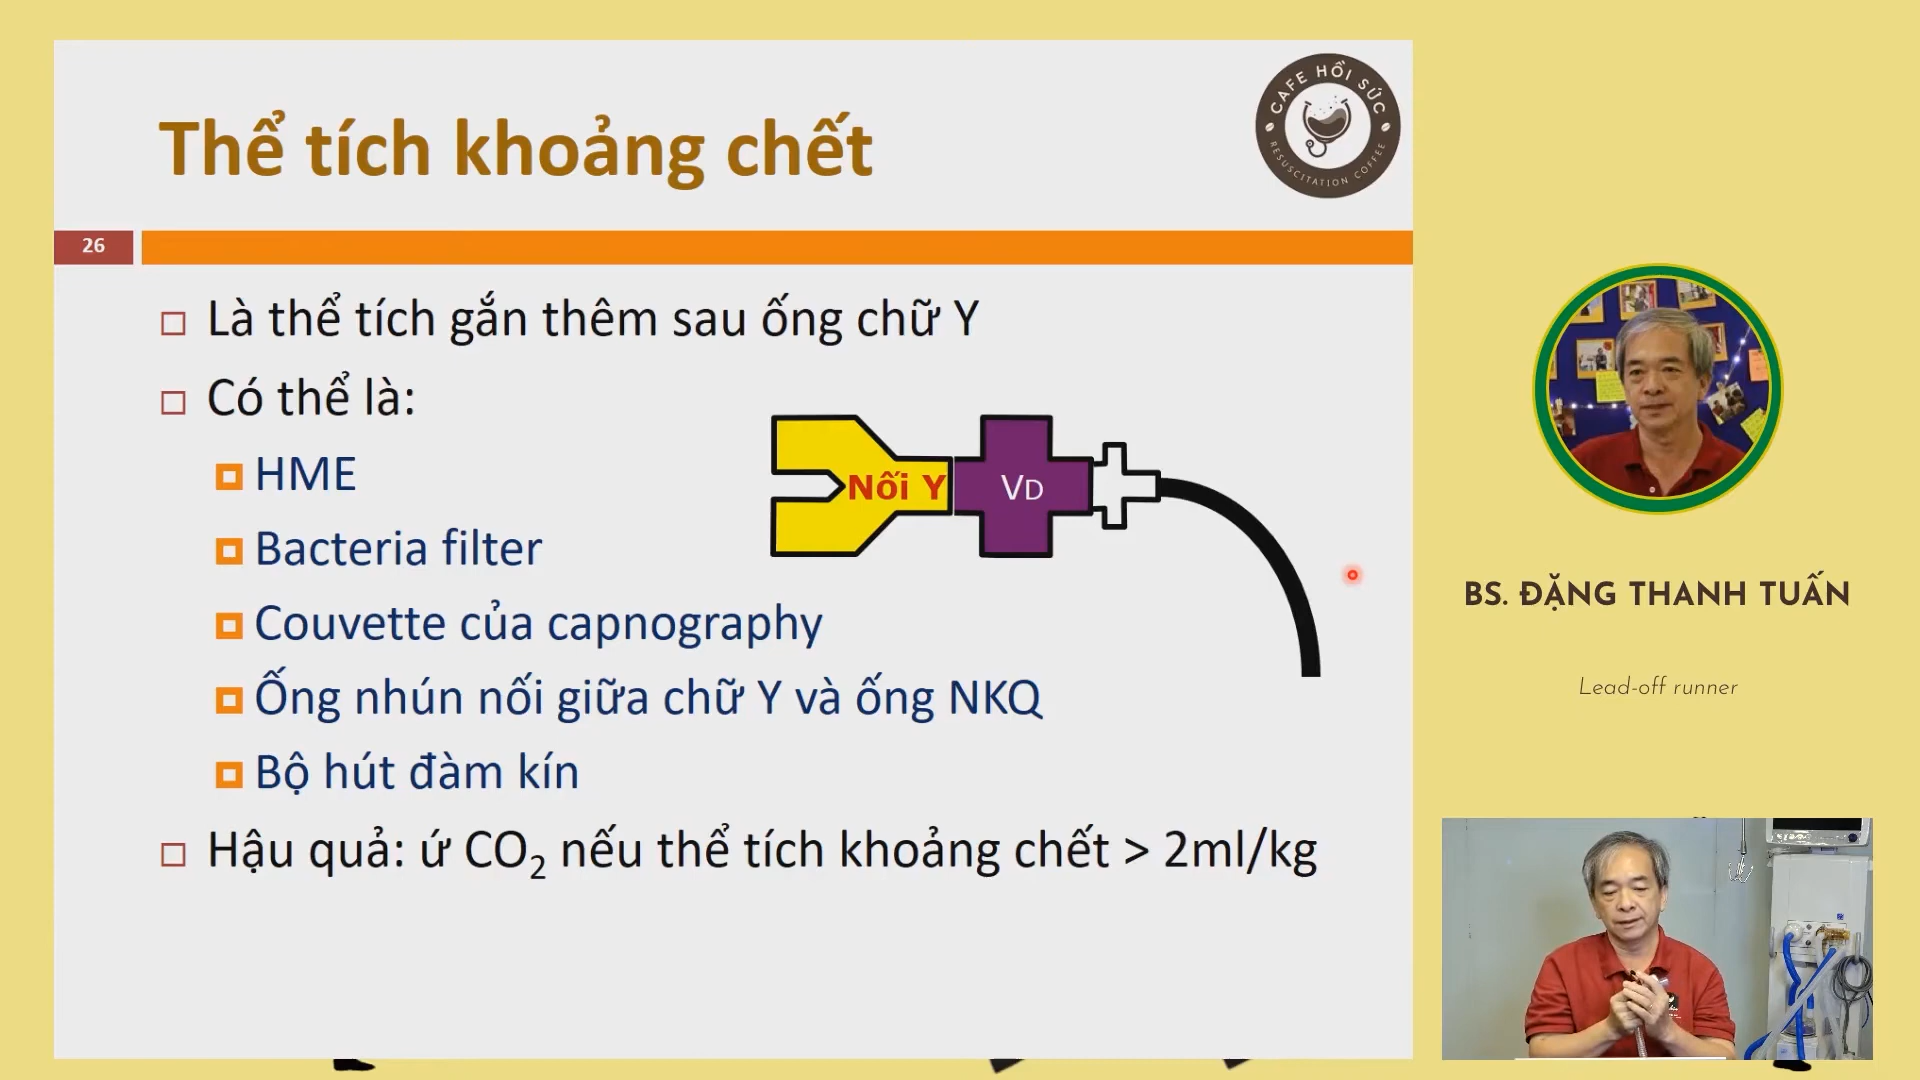 Thể tích khoảng chết
CAFE HỒI SỨC
RESUSCITATION COFFEE
26
Là thể tích gắn thêm sau ống chữ Y
Có thể là:
HME
Bacteria filter
Couvette của capnography
Ống nhún nối giữa chữ Y và ống NKQ
Bộ hút đàm kín
Hậu quả: ứ CO₂ nếu thể tích khoảng chết > 2ml/kg
Nối Y
VD
BS. ĐẶNG THANH TUẤN
Lead-off runner